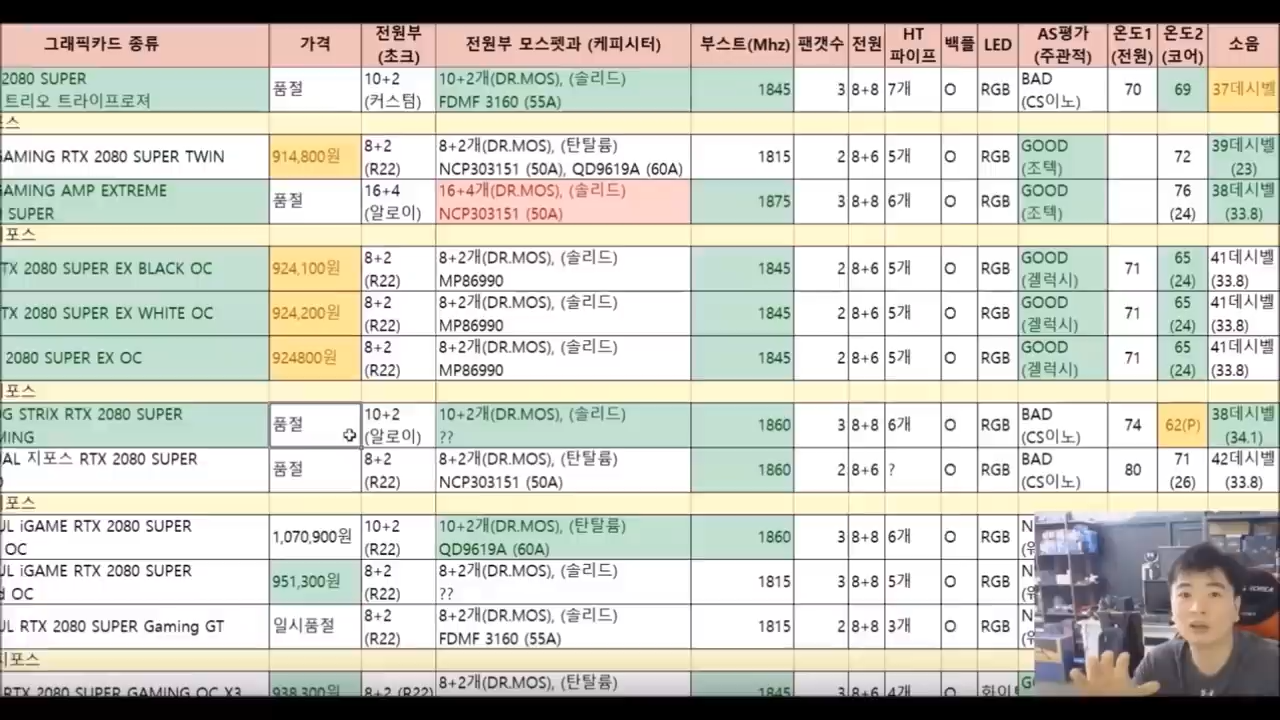 그래픽카드 종류 가격 전원부 (초크) 전원부 모스펫과 (케피시터) 부스트(Mhz) 팬갯수 전원 HT 파이프 백플 LED AS평가 (주관적) 온도1 (전원) 온도2 (코어) 소음
2080 SUPER 품절 10+2 10+2개(DR.MOS), (솔리드) 1845 3 8+8 7개 O RGB BAD 70 69 37데시벨
트리오 트라이프로져 (커스텀) FDMF 3160 (55A) (CS이노)
포스
GAMING RTX 2080 SUPER TWIN 914,800원 8+2 8+2개(DR.MOS), (탄탈륨) 1815 2 8+6 5개 O RGB GOOD 72 39데시벨
(R22) NCP303151 (50A), QD9619A (60A) (조텍) (23)
GAMING AMP EXTREME 품절 16+4 16+4개(DR.MOS), (솔리드) 1875 3 8+8 6개 O RGB GOOD 76 38데시벨
SUPER (알로이) NCP303151 (50A) (조텍) (24) (33.8)
지포스
TX 2080 SUPER EX BLACK OC 924,100원 8+2 8+2개(DR.MOS), (솔리드) 1845 2 8+6 5개 O RGB GOOD 71 65 41데시벨
(R22) MP86990 (겔럭시) (24) (33.8)
TX 2080 SUPER EX WHITE OC 924,200원 8+2 8+2개(DR.MOS), (솔리드) 1845 2 8+6 5개 O RGB GOOD 71 65 41데시벨
(R22) MP86990 (겔럭시) (24) (33.8)
2080 SUPER EX OC 924800원 8+2 8+2개(DR.MOS), (솔리드) 1845 2 8+6 5개 O RGB GOOD 71 65 41데시벨
(R22) MP86990 (겔럭시) (24) (33.8)
지포스
G STRIX RTX 2080 SUPER 품절 10+2 10+2개(DR.MOS), (솔리드) 1860 3 8+8 6개 O RGB BAD 74 62(P) 38데시벨
MING (알로이) ?? (CS이노) (34.1)
AL 지포스 RTX 2080 SUPER 품절 8+2 8+2개(DR.MOS), (탄탈륨) 1860 2 8+6 ? O RGB BAD 80 71 42데시벨
(R22) NCP303151 (50A) (CS이노) (26) (33.8)
지포스
UL iGAME RTX 2080 SUPER 1,070,900원 10+2 10+2개(DR.MOS), (탄탈륨) 1860 3 8+8 6개 O RGB
OC (R22) QD9619A (60A)
UL iGAME RTX 2080 SUPER 951,300원 8+2 8+2개(DR.MOS), (솔리드) 1815 3 8+8 5개 O RGB
OC (R22) ??
UL RTX 2080 SUPER Gaming GT 일시품절 8+2 8+2개(DR.MOS), (솔리드) 1815 2 8+8 3개 O RGB
(R22) FDMF 3160 (55A)
지포스
RTX 2080 SUPER GAMING OC X3 938,300원 8+2 (R22) 8+2개(DR.MOS), (탄탈륨) 1845 3 8+6 4개 O